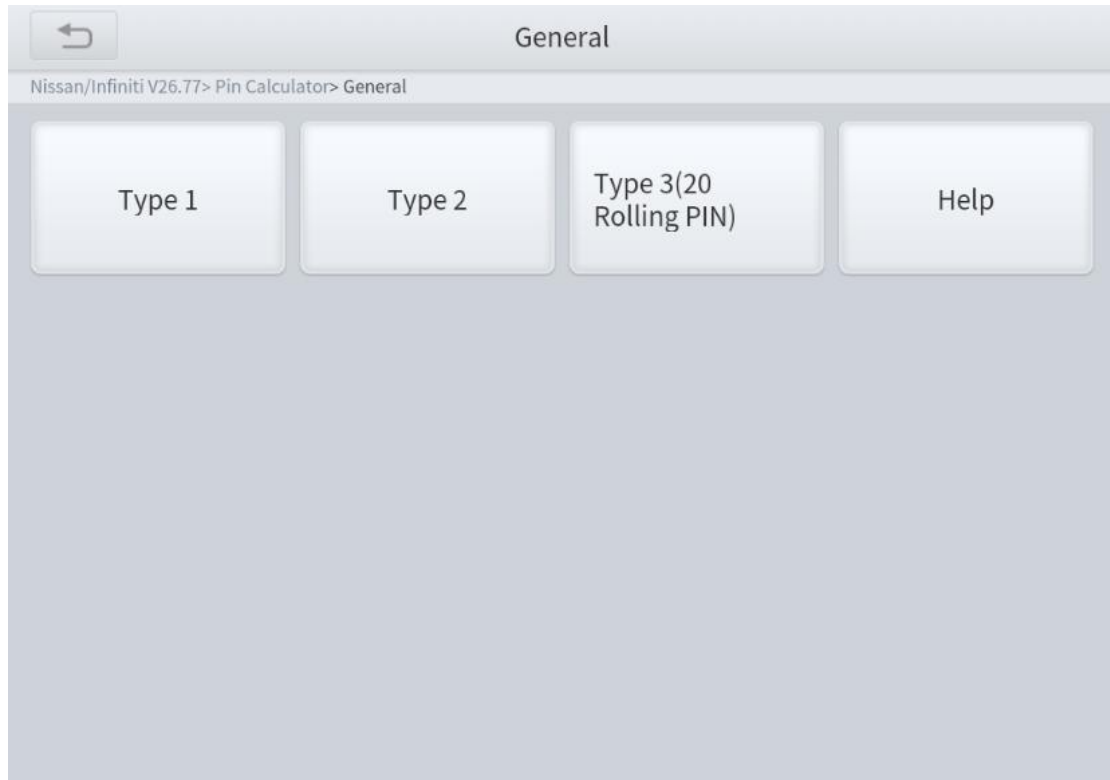 General
Nissan/Infiniti V26.77> Pin Calculator> General
Type 1
Type 2
Type 3(20
Rolling PIN)
Help